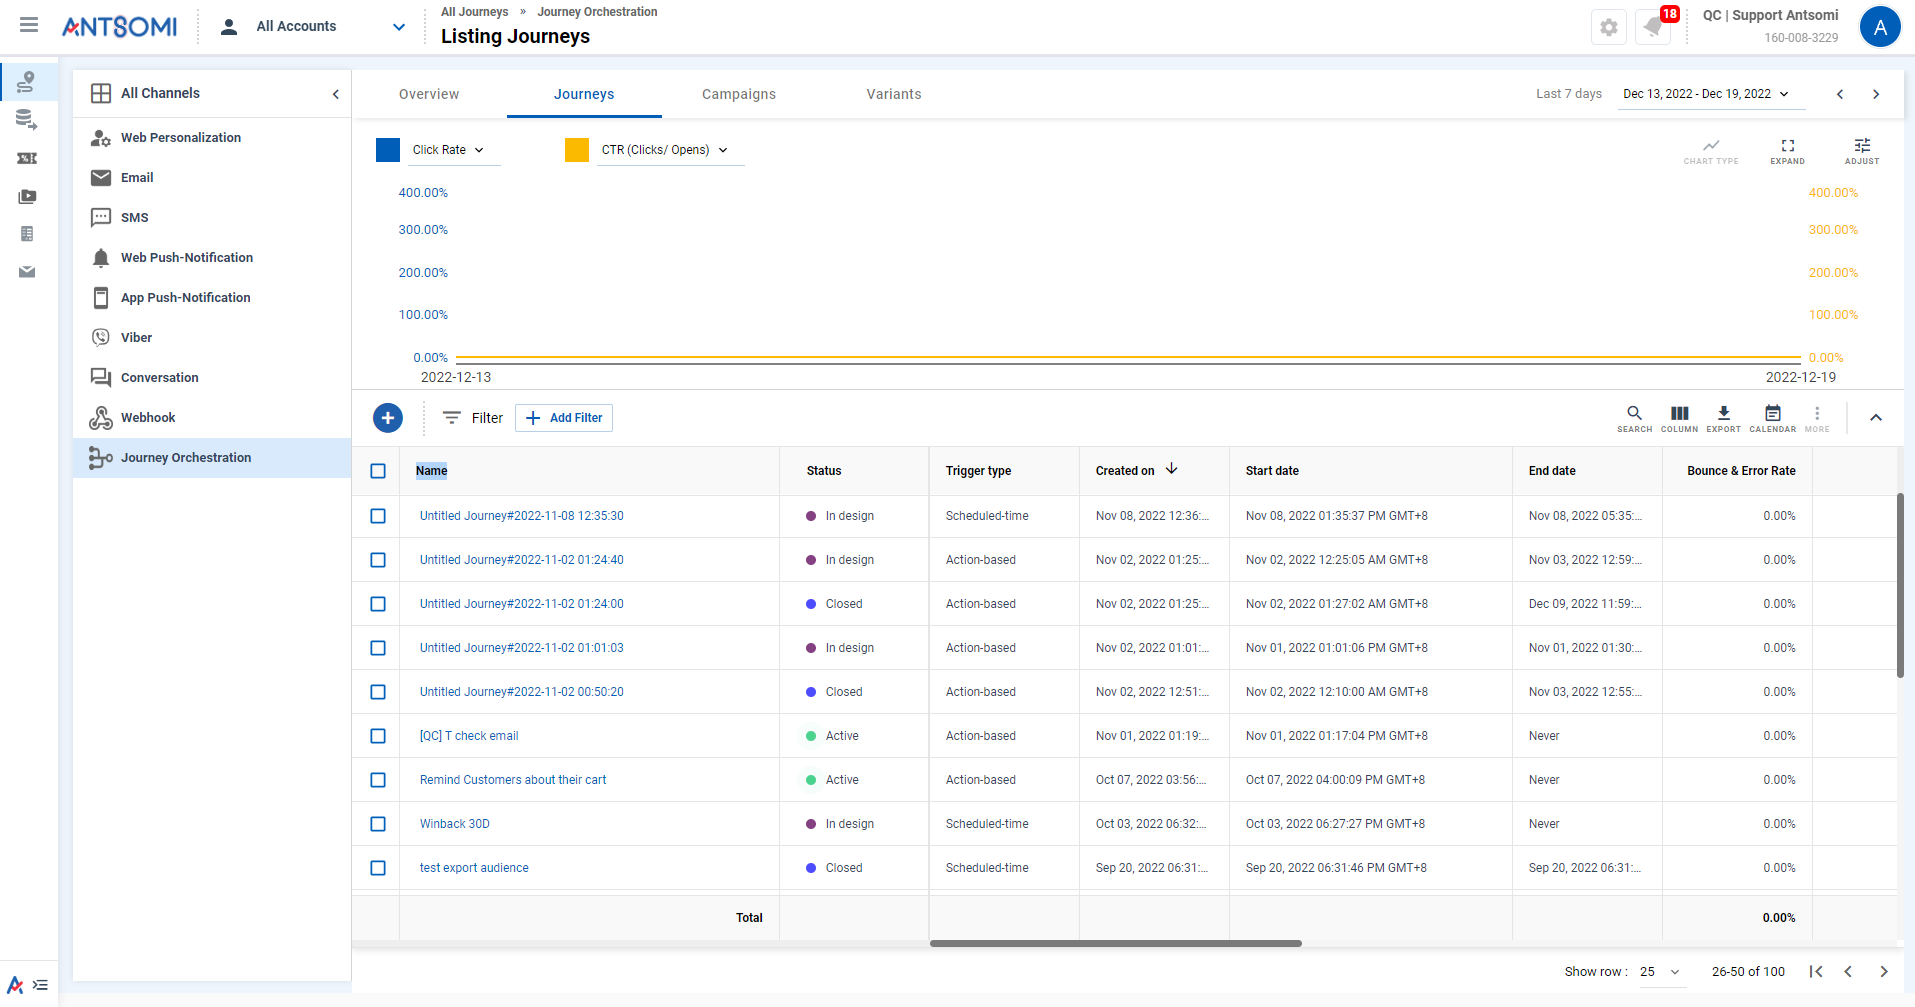 ANTSOMI
All Accounts
All Journeys » Journey Orchestration
Listing Journeys
18
QC | Support Antsomi
160-008-3229
A
All Channels
Web Personalization
Email
SMS
Web Push-Notification
App Push-Notification
Viber
Conversation
Webhook
Journey Orchestration
Overview Journeys Campaigns Variants
Last 7 days Dec 13, 2022 - Dec 19, 2022
Click Rate CTR (Clicks/ Opens)
CHART TYPE EXPAND ADJUST
400.00% 400.00%
300.00% 300.00%
200.00% 200.00%
100.00% 100.00%
0.00% 0.00%
2022-12-13 2022-12-19
Filter Add Filter
SEARCH COLUMN EXPORT CALENDAR MORE
Name Status Trigger type Created on Start date End date Bounce & Error Rate
Untitled Journey#2022-11-08 12:35:30 In design Scheduled-time Nov 08, 2022 12:36:... Nov 08, 2022 01:35:37 PM GMT+8 Nov 08, 2022 05:35:... 0.00%
Untitled Journey#2022-11-02 01:24:40 In design Action-based Nov 02, 2022 01:25:... Nov 02, 2022 12:25:05 AM GMT+8 Nov 03, 2022 12:59:... 0.00%
Untitled Journey#2022-11-02 01:24:00 Closed Action-based Nov 02, 2022 01:25:... Nov 02, 2022 01:27:02 AM GMT+8 Dec 09, 2022 11:59:... 0.00%
Untitled Journey#2022-11-02 01:01:03 In design Action-based Nov 02, 2022 01:01:... Nov 01, 2022 01:01:06 PM GMT+8 Nov 01, 2022 01:30:... 0.00%
Untitled Journey#2022-11-02 00:50:20 Closed Action-based Nov 02, 2022 12:51:... Nov 02, 2022 12:10:00 AM GMT+8 Nov 03, 2022 12:55:... 0.00%
[QC] T check email Active Action-based Nov 01, 2022 01:19:... Nov 01, 2022 01:17:04 PM GMT+8 Never 0.00%
Remind Customers about their cart Active Action-based Oct 07, 2022 03:56:... Oct 07, 2022 04:00:09 PM GMT+8 Never 0.00%
Winback 30D In design Scheduled-time Oct 03, 2022 06:32:... Oct 03, 2022 06:27:27 PM GMT+8 Never 0.00%
test export audience Closed Scheduled-time Sep 20, 2022 06:31:... Sep 20, 2022 06:31:46 PM GMT+8 Sep 20, 2022 06:31:... 0.00%
Total 0.00%
Show row : 25 26-50 of 100